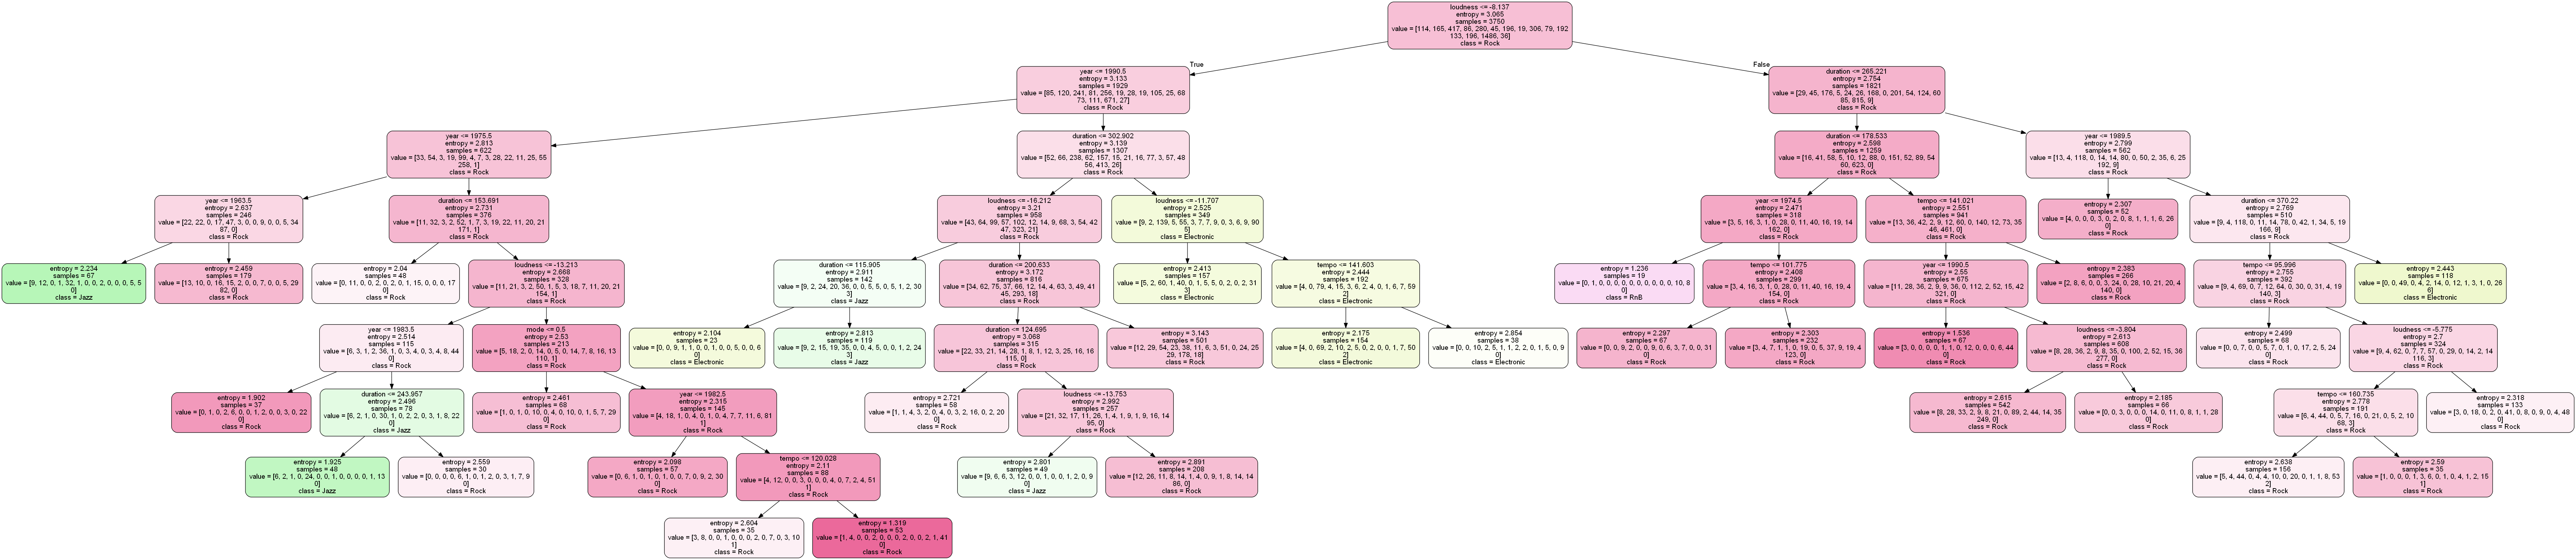 loudness <= -8.137
entropy = 3.065
samples = 3750
value = [114, 165, 417, 86, 280, 45, 196, 19, 306, 79, 192
133, 196, 1486, 36]
class = Rock
True
False
year <= 1990.5
entropy = 3.133
samples = 1929
value = [85, 120, 241, 81, 256, 19, 28, 19, 105, 25, 68
73, 111, 671, 27]
class = Rock
duration <= 265.221
entropy = 2.754
samples = 1821
value = [29, 45, 176, 5, 24, 26, 168, 0, 201, 54, 124, 60
85, 815, 9]
class = Rock
year <= 1975.5
entropy = 2.813
samples = 622
value = [33, 54, 3, 19, 99, 4, 7, 3, 28, 22, 11, 25, 55
258, 1]
class = Rock
duration <= 302.902
entropy = 3.139
samples = 1307
value = [52, 66, 238, 62, 157, 15, 21, 16, 77, 3, 57, 48
56, 413, 26]
class = Rock
duration <= 178.533
entropy = 2.598
samples = 1259
value = [16, 41, 58, 5, 10, 12, 88, 0, 151, 52, 89, 54
60, 623, 0]
class = Rock
year <= 1989.5
entropy = 2.799
samples = 562
value = [13, 4, 118, 0, 14, 14, 80, 0, 50, 2, 35, 6, 25
192, 9]
class = Rock
year <= 1963.5
entropy = 2.637
samples = 246
value = [22, 22, 0, 17, 47, 3, 0, 0, 9, 0, 0, 5, 34
87, 0]
class = Rock
duration <= 153.691
entropy = 2.731
samples = 376
value = [11, 32, 3, 2, 52, 1, 7, 3, 19, 22, 11, 20, 21
171, 1]
class = Rock
loudness <= -16.212
entropy = 3.21
samples = 958
value = [43, 64, 99, 57, 102, 12, 14, 9, 68, 3, 54, 42
47, 323, 21]
class = Rock
loudness <= -11.707
entropy = 2.525
samples = 349
value = [9, 2, 139, 5, 55, 3, 7, 7, 9, 0, 3, 6, 9, 90
5]
class = Electronic
year <= 1974.5
entropy = 2.471
samples = 318
value = [3, 5, 16, 3, 1, 0, 28, 0, 11, 40, 16, 19, 14
162, 0]
class = Rock
tempo <= 141.021
entropy = 2.551
samples = 941
value = [13, 36, 42, 2, 9, 12, 60, 0, 140, 12, 73, 35
46, 461, 0]
class = Rock
entropy = 2.307
samples = 52
value = [4, 0, 0, 0, 3, 0, 2, 0, 8, 1, 1, 1, 6, 26
0]
class = Rock
duration <= 370.22
entropy = 2.769
samples = 510
value = [9, 4, 118, 0, 11, 14, 78, 0, 42, 1, 34, 5, 19
166, 9]
class = Rock
entropy = 2.234
samples = 67
value = [9, 12, 0, 1, 32, 1, 0, 0, 2, 0, 0, 0, 5, 5
0]
class = Jazz
entropy = 2.459
samples = 179
value = [13, 10, 0, 16, 15, 2, 0, 0, 7, 0, 0, 5, 29
82, 0]
class = Rock
entropy = 2.04
samples = 48
value = [0, 11, 0, 0, 2, 0, 2, 0, 1, 15, 0, 0, 0, 17
0]
class = Rock
loudness <= -13.213
entropy = 2.668
samples = 328
value = [11, 21, 3, 2, 50, 1, 5, 3, 18, 7, 11, 20, 21
154, 1]
class = Rock
duration <= 115.905
entropy = 2.911
samples = 142
value = [9, 2, 24, 20, 36, 0, 0, 5, 5, 0, 5, 1, 2, 30
3]
class = Jazz
duration <= 200.633
entropy = 3.172
samples = 816
value = [34, 62, 75, 37, 66, 12, 14, 4, 63, 3, 49, 41
45, 293, 18]
class = Rock
entropy = 2.413
samples = 157
value = [5, 2, 60, 1, 40, 0, 1, 5, 5, 0, 2, 0, 2, 31
3]
class = Electronic
tempo <= 141.603
entropy = 2.444
samples = 192
value = [4, 0, 79, 4, 15, 3, 6, 2, 4, 0, 1, 6, 7, 59
2]
class = Electronic
entropy = 1.236
samples = 19
value = [0, 1, 0, 0, 0, 0, 0, 0, 0, 0, 0, 0, 10, 8
0]
class = RnB
tempo <= 101.775
entropy = 2.408
samples = 299
value = [3, 4, 16, 3, 1, 0, 28, 0, 11, 40, 16, 19, 4
154, 0]
class = Rock
year <= 1990.5
entropy = 2.55
samples = 675
value = [11, 28, 36, 2, 9, 9, 36, 0, 112, 2, 52, 15, 42
321, 0]
class = Rock
entropy = 2.383
samples = 266
value = [2, 8, 6, 0, 0, 3, 24, 0, 28, 10, 21, 20, 4
140, 0]
class = Rock
tempo <= 95.996
entropy = 2.755
samples = 392
value = [9, 4, 69, 0, 7, 12, 64, 0, 30, 0, 31, 4, 19
140, 3]
class = Rock
entropy = 2.443
samples = 118
value = [0, 0, 49, 0, 4, 2, 14, 0, 12, 1, 3, 1, 0, 26
6]
class = Electronic
year <= 1983.5
entropy = 2.514
samples = 115
value = [6, 3, 1, 2, 36, 1, 0, 3, 4, 0, 3, 4, 8, 44
0]
class = Rock
mode <= 0.5
entropy = 2.53
samples = 213
value = [5, 18, 2, 0, 14, 0, 5, 0, 14, 7, 8, 16, 13
110, 1]
class = Rock
entropy = 2.104
samples = 23
value = [0, 0, 9, 1, 1, 0, 0, 1, 0, 0, 5, 0, 0, 6
0]
class = Electronic
entropy = 2.813
samples = 119
value = [9, 2, 15, 19, 35, 0, 0, 4, 5, 0, 0, 1, 2, 24
3]
class = Jazz
duration <= 124.695
entropy = 3.068
samples = 315
value = [22, 33, 21, 14, 28, 1, 8, 1, 12, 3, 25, 16, 16
115, 0]
class = Rock
entropy = 3.143
samples = 501
value = [12, 29, 54, 23, 38, 11, 6, 3, 51, 0, 24, 25
29, 178, 18]
class = Rock
entropy = 2.175
samples = 154
value = [4, 0, 69, 2, 10, 2, 5, 0, 2, 0, 0, 1, 7, 50
2]
class = Electronic
entropy = 2.854
samples = 38
value = [0, 0, 10, 2, 5, 1, 1, 2, 2, 0, 1, 5, 0, 9
0]
class = Electronic
entropy = 2.297
samples = 67
value = [0, 0, 9, 2, 0, 0, 9, 0, 6, 3, 7, 0, 0, 31
0]
class = Rock
entropy = 2.303
samples = 232
value = [3, 4, 7, 1, 1, 0, 19, 0, 5, 37, 9, 19, 4
123, 0]
class = Rock
entropy = 1.536
samples = 67
value = [3, 0, 0, 0, 0, 1, 1, 0, 12, 0, 0, 0, 6, 44
0]
class = Rock
loudness <= -3.804
entropy = 2.613
samples = 608
value = [8, 28, 36, 2, 9, 8, 35, 0, 100, 2, 52, 15, 36
277, 0]
class = Rock
entropy = 2.499
samples = 68
value = [0, 0, 7, 0, 0, 5, 7, 0, 1, 0, 17, 2, 5, 24
0]
class = Rock
loudness <= -5.775
entropy = 2.7
samples = 324
value = [9, 4, 62, 0, 7, 7, 57, 0, 29, 0, 14, 2, 14
116, 3]
class = Rock
entropy = 1.902
samples = 37
value = [0, 1, 0, 2, 6, 0, 0, 1, 2, 0, 0, 3, 0, 22
0]
class = Rock
duration <= 243.957
entropy = 2.496
samples = 78
value = [6, 2, 1, 0, 30, 1, 0, 2, 2, 0, 3, 1, 8, 22
0]
class = Jazz
entropy = 2.461
samples = 68
value = [1, 0, 1, 0, 10, 0, 4, 0, 10, 0, 1, 5, 7, 29
0]
class = Rock
year <= 1982.5
entropy = 2.315
samples = 145
value = [4, 18, 1, 0, 4, 0, 1, 0, 4, 7, 7, 11, 6, 81
1]
class = Rock
entropy = 2.721
samples = 58
value = [1, 1, 4, 3, 2, 0, 4, 0, 3, 2, 16, 0, 2, 20
0]
class = Rock
loudness <= -13.753
entropy = 2.992
samples = 257
value = [21, 32, 17, 11, 26, 1, 4, 1, 9, 1, 9, 16, 14
95, 0]
class = Rock
entropy = 2.615
samples = 542
value = [8, 28, 33, 2, 9, 8, 21, 0, 89, 2, 44, 14, 35
249, 0]
class = Rock
entropy = 2.185
samples = 66
value = [0, 0, 3, 0, 0, 0, 14, 0, 11, 0, 8, 1, 1, 28
0]
class = Rock
tempo <= 160.735
entropy = 2.778
samples = 191
value = [6, 4, 44, 0, 5, 7, 16, 0, 21, 0, 5, 2, 10
68, 3]
class = Rock
entropy = 2.318
samples = 133
value = [3, 0, 18, 0, 2, 0, 41, 0, 8, 0, 9, 0, 4, 48
0]
class = Rock
entropy = 1.925
samples = 48
value = [6, 2, 1, 0, 24, 0, 0, 1, 0, 0, 0, 0, 1, 13
0]
class = Jazz
entropy = 2.559
samples = 30
value = [0, 0, 0, 0, 6, 1, 0, 1, 2, 0, 3, 1, 7, 9
0]
class = Rock
entropy = 2.098
samples = 57
value = [0, 6, 1, 0, 1, 0, 1, 0, 0, 7, 0, 9, 2, 30
0]
class = Rock
tempo <= 120.028
entropy = 2.11
samples = 88
value = [4, 12, 0, 0, 3, 0, 0, 0, 4, 0, 7, 2, 4, 51
1]
class = Rock
entropy = 2.801
samples = 49
value = [9, 6, 6, 3, 12, 0, 0, 1, 0, 0, 1, 2, 0, 9
0]
class = Jazz
entropy = 2.891
samples = 208
value = [12, 26, 11, 8, 14, 1, 4, 0, 9, 1, 8, 14, 14
86, 0]
class = Rock
entropy = 2.638
samples = 156
value = [5, 4, 44, 0, 4, 4, 10, 0, 20, 0, 1, 1, 8, 53
2]
class = Rock
entropy = 2.59
samples = 35
value = [1, 0, 0, 0, 1, 3, 6, 0, 1, 0, 4, 1, 2, 15
1]
class = Rock
entropy = 2.604
samples = 35
value = [3, 8, 0, 0, 1, 0, 0, 0, 2, 0, 7, 0, 3, 10
1]
class = Rock
entropy = 1.319
samples = 53
value = [1, 4, 0, 0, 2, 0, 0, 0, 2, 0, 0, 2, 1, 41
0]
class = Rock